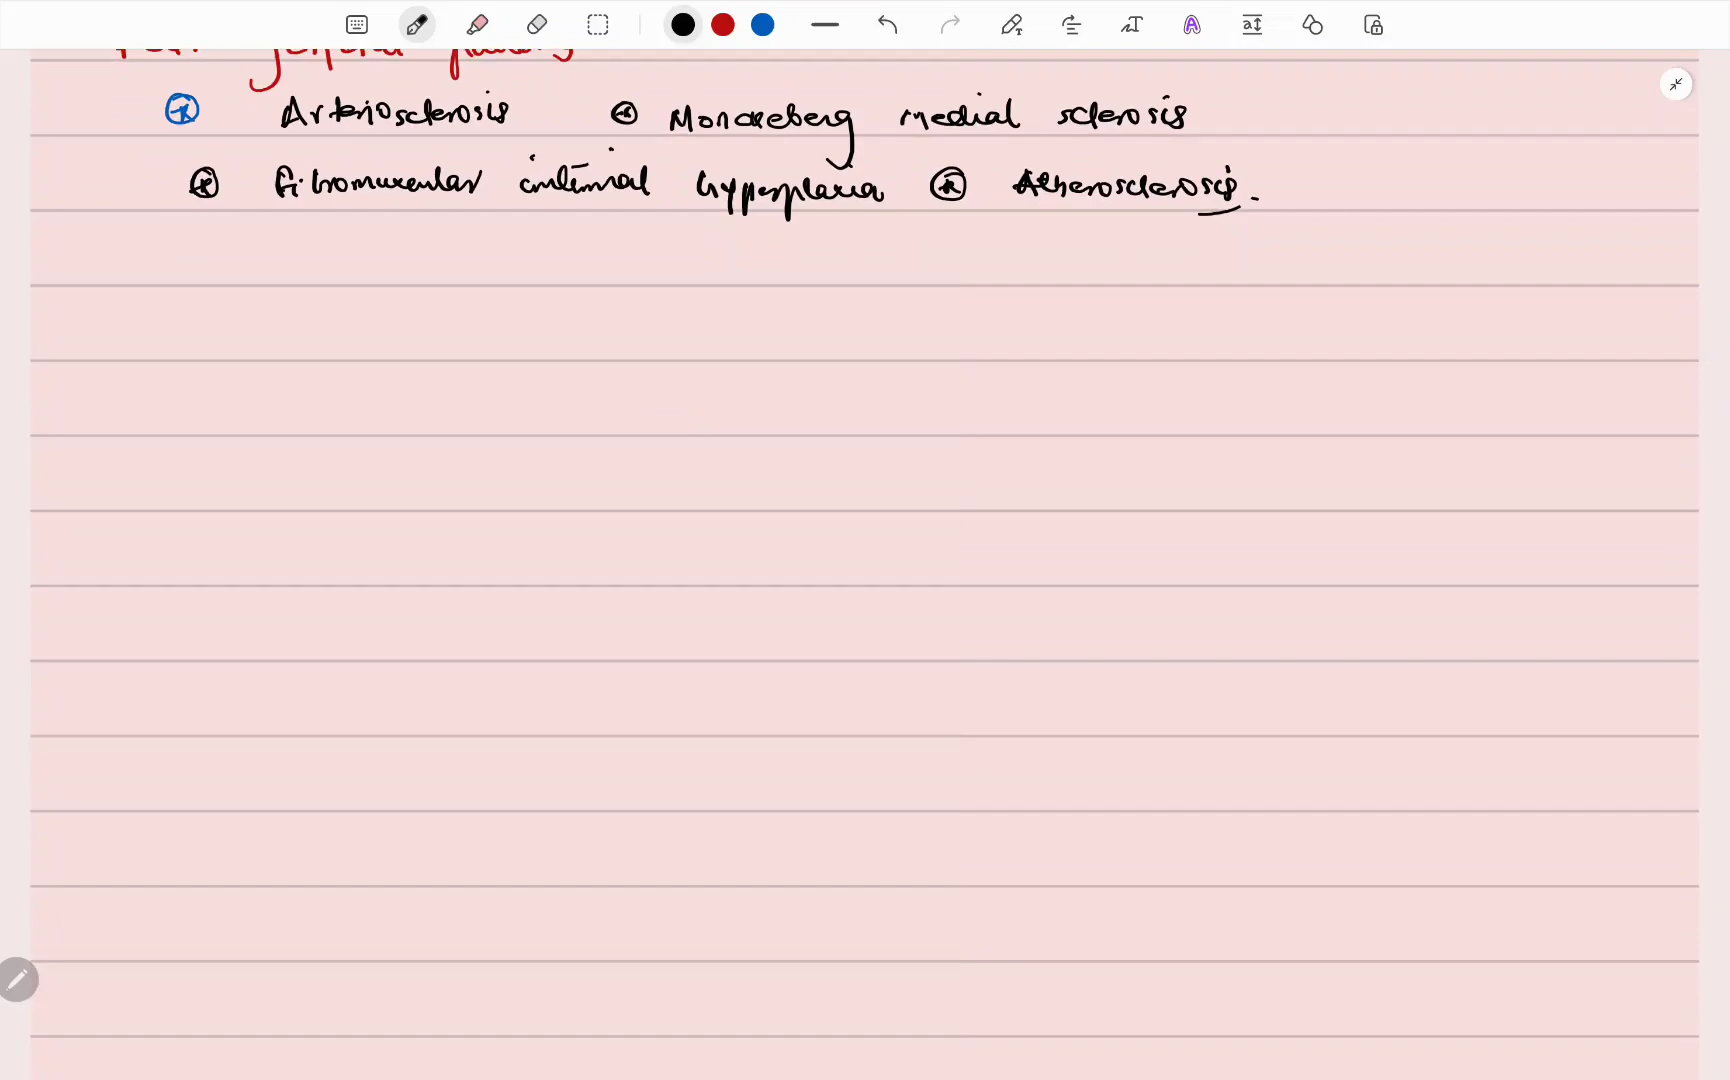 ⊛ Arteriosclerosis ⊛ Monckeberg medial sclerosis
⊛ Fibromuscular intimal hyperplasia ⊛ Atherosclerosis.